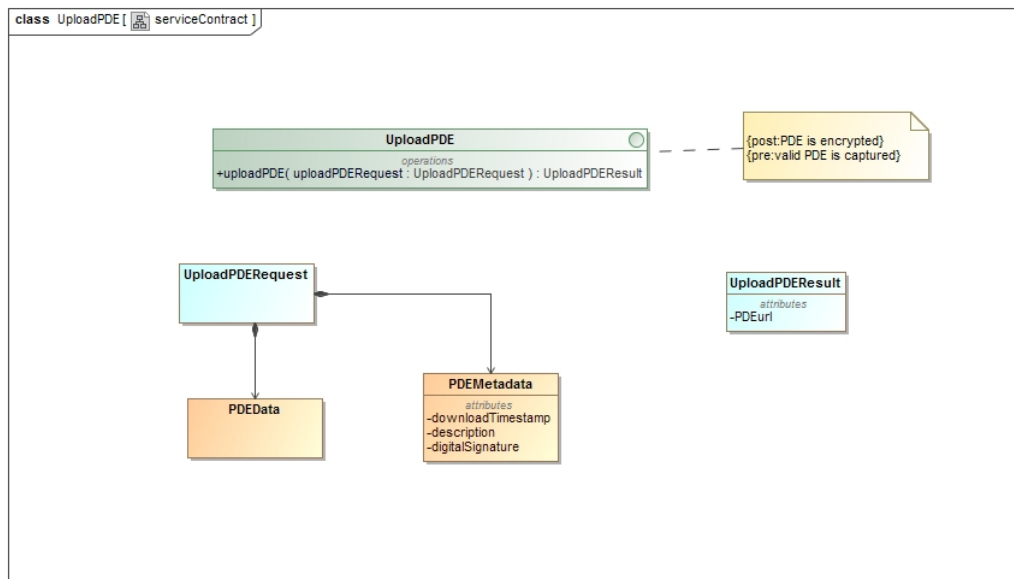 class UploadPDE [ serviceContract ]
UploadPDE
operations
+uploadPDE( uploadPDERequest : UploadPDERequest ) : UploadPDEResult
{post:PDE is encrypted}
{pre:valid PDE is captured}
UploadPDERequest
UploadPDEResult
attributes
-PDEurl
PDEData
PDEMetadata
attributes
-downloadTimestamp
-description
-digitalSignature